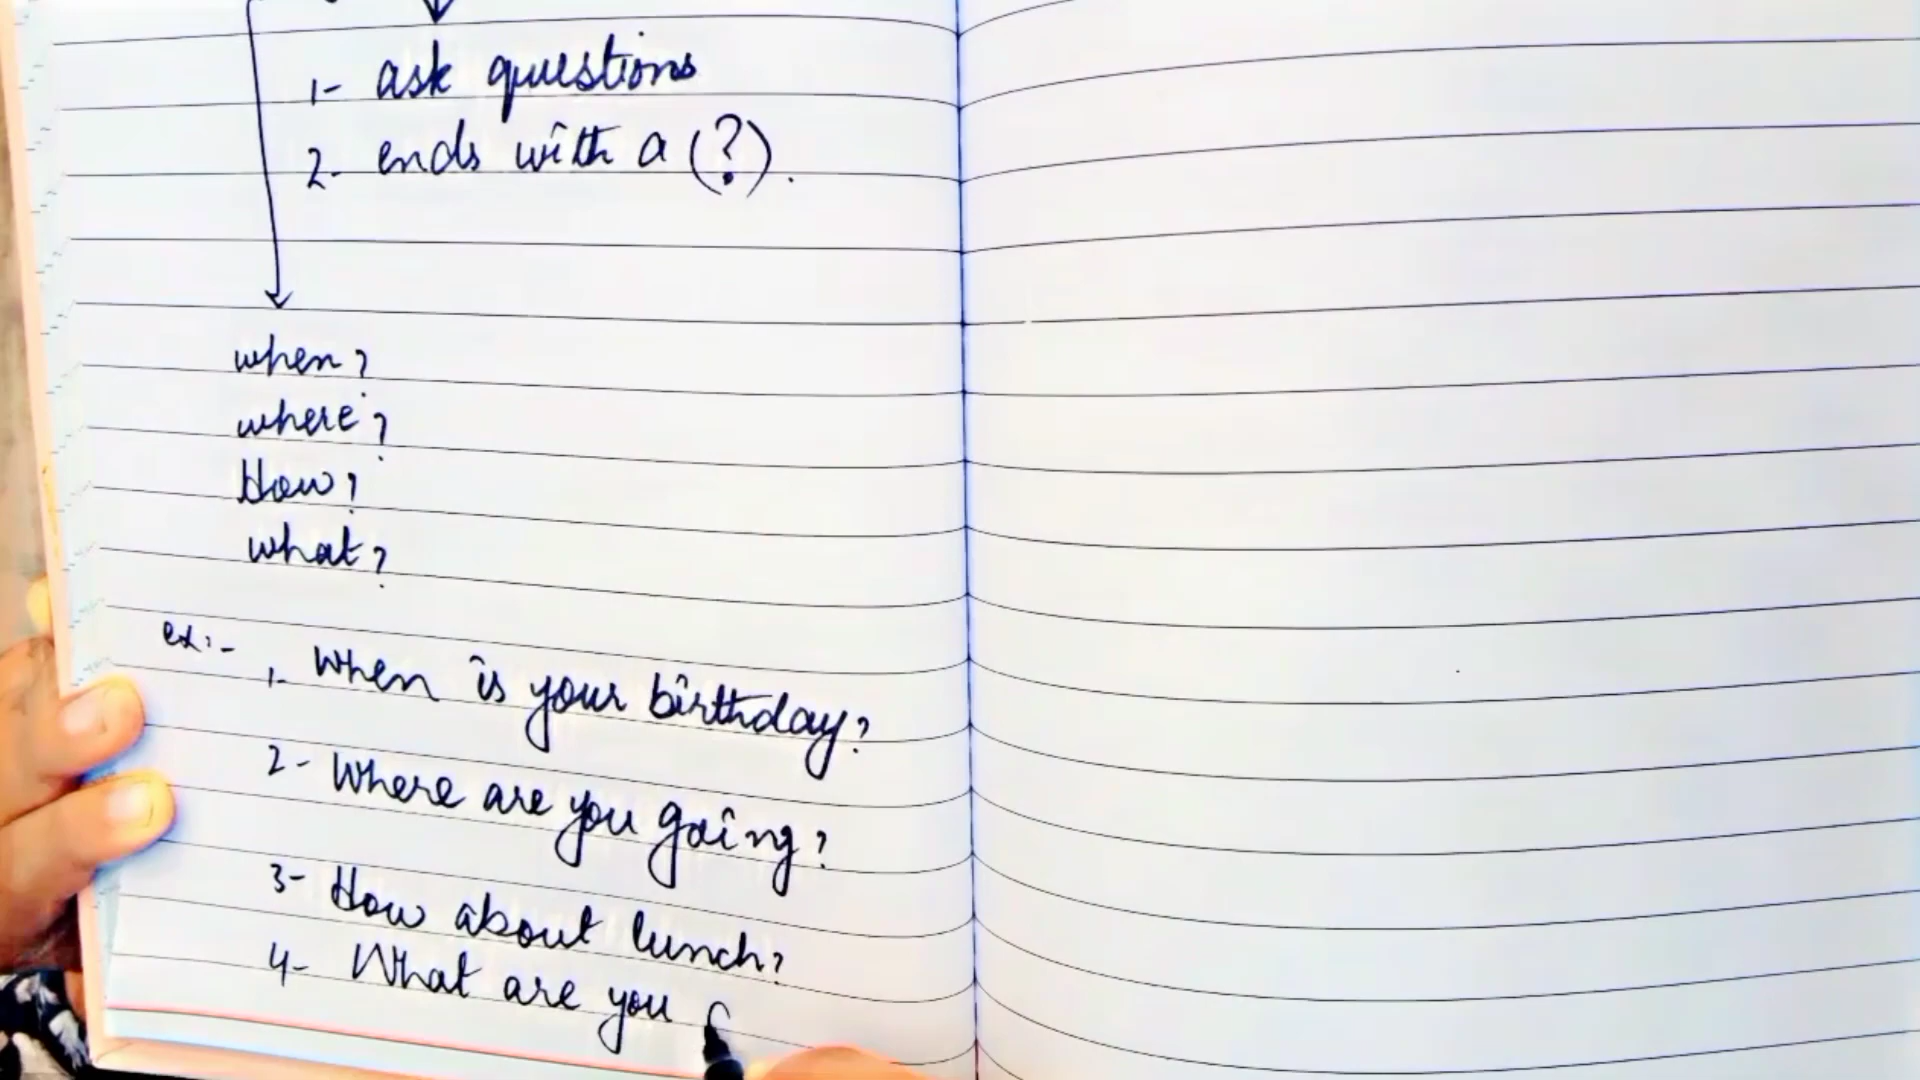 1- ask questions
2- ends with a (?).
when?
where?
How?
what?
ex:-
1- When is your birthday?
2- Where are you going?
3- How about lunch?
4- What are you